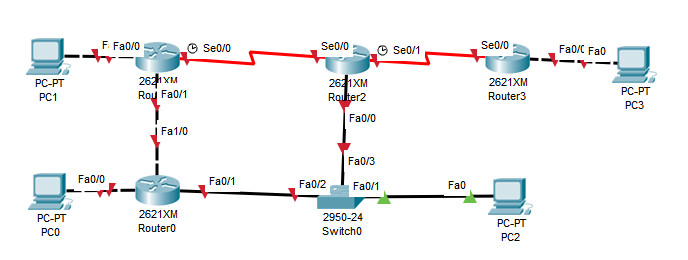 Fa0/0
Se0/0
Se0/0
Se0/1
Se0/0
Fa0
PC-PT
PC1
2621XM
Fa0/1
2621XM
Router2
Fa0/0
2621XM
Router3
PC-PT
PC3
Fa1/0
Fa0/3
Fa0/0
Fa0/1
Fa0/2
Fa0/1
Fa0
PC-PT
PC0
2621XM
Router0
2950-24
Switch0
PC-PT
PC2